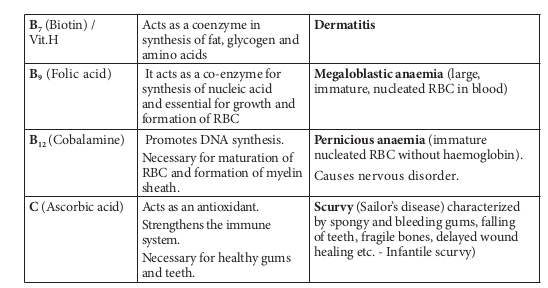 B₇ (Biotin) /
Vit.H
Acts as a coenzyme in
synthesis of fat, glycogen and
amino acids
Dermatitis
B₉ (Folic acid)
It acts as a co-enzyme for
synthesis of nucleic acid
and essential for growth and
formation of RBC
Megaloblastic anaemia (large,
immature, nucleated RBC in blood)
B₁₂ (Cobalamine)
Promotes DNA synthesis.
Necessary for maturation of
RBC and formation of myelin
sheath.
Pernicious anaemia (immature
nucleated RBC without haemoglobin).
Causes nervous disorder.
C (Ascorbic acid)
Acts as an antioxidant.
Strengthens the immune
system.
Necessary for healthy gums
and teeth.
Scurvy (Sailor's disease) characterized
by spongy and bleeding gums, falling
of teeth, fragile bones, delayed wound
healing etc. - Infantile scurvy)